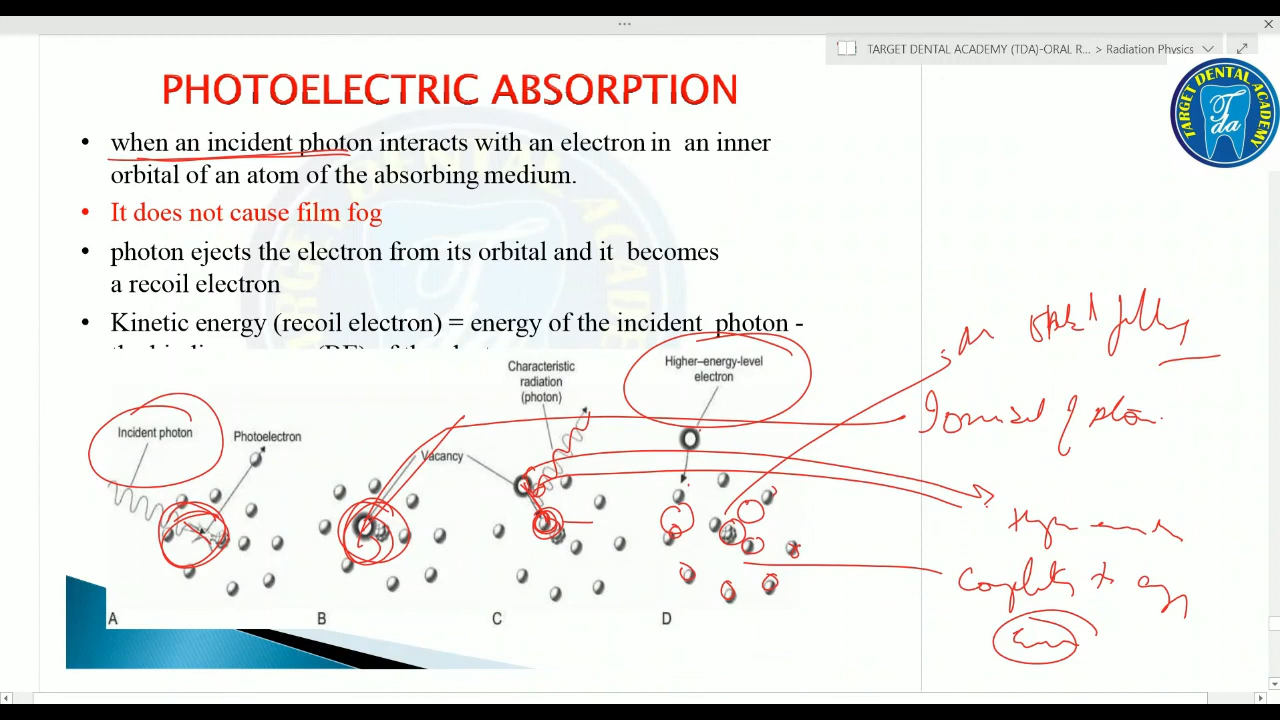 TARGET DENTAL ACADEMY (TDA)-ORAL R... > Radiation Physics
TARGET DENTAL ACADEMY
Tda
PHOTOELECTRIC ABSORPTION
• when an incident photon interacts with an electron in an inner
orbital of an atom of the absorbing medium.
• It does not cause film fog
• photon ejects the electron from its orbital and it becomes
a recoil electron
• Kinetic energy (recoil electron) = energy of the incident photon -
Incident photon
Photoelectron
Vacancy
Characteristic
radiation
(photon)
Higher–energy-level
electron
A
B
C
D